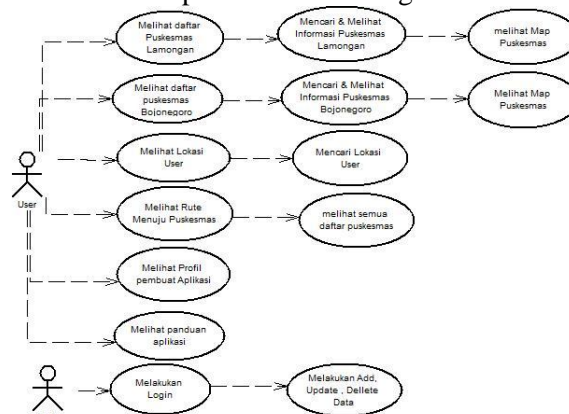 Melihat daftar
Puskesmas
Lamongan
Mencari & Melihat
Informasi Puskesmas
Lamongan
melihat Map
Puskesmas
Melihat daftar
puskesmas
Bojonegoro
Mencari & Melihat
Informasi Puskesmas
Bojonegoro
Melihat Map
Puskesmas
User
Melihat Lokasi
User
Mencari Lokasi
User
Melihat Rute
Menuju Puskesmas
melihat semua
daftar puskesmas
Melihat Profil
pembuat Aplikasi
Melihat panduan
aplikasi
Melakukan
Login
Melakukan Add,
Update , Dellete
Data